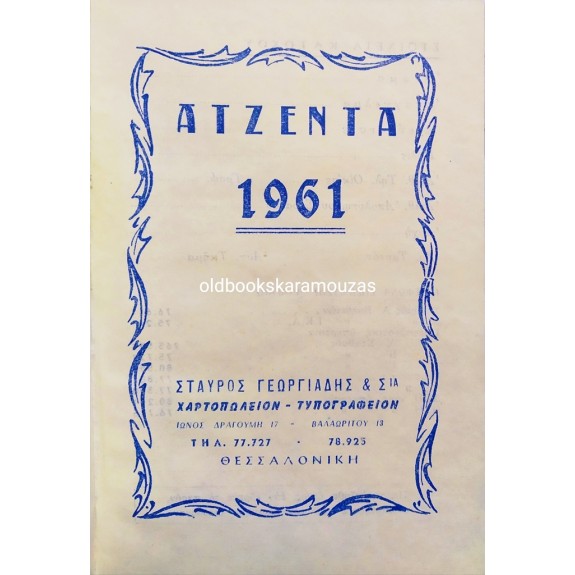 ΑΤΖΕΝΤΑ
1961
oldbookskaramouzas
ΣΤΑΥΡΟΣ ΓΕΩΡΓΙΑΔΗΣ & ΣΙΑ
ΧΑΡΤΟΠΩΛΕΙΟΝ - ΤΥΠΟΓΡΑΦΕΙΟΝ
ΙΩΝΟΣ ΔΡΑΓΟΥΜΗ 17 - ΒΑΛΑΩΡΙΤΟΥ 13
ΤΗΛ. 77.727 · 78.925
ΘΕΣΣΑΛΟΝΙΚΗ